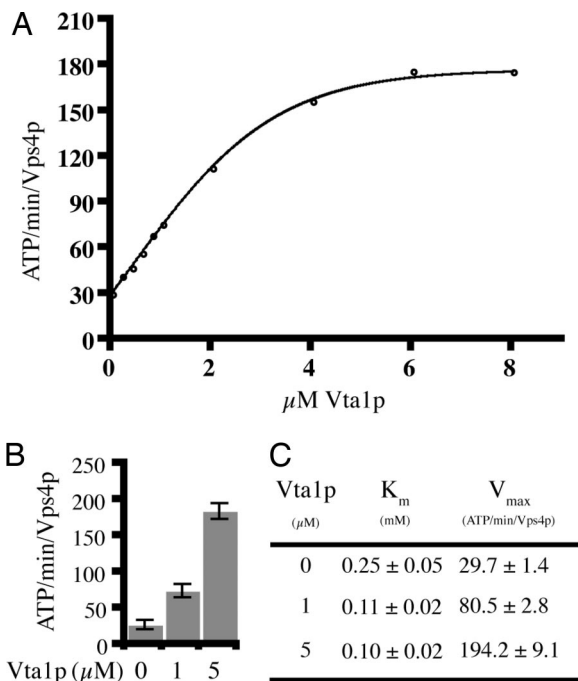 A
ATP/min/Vps4p
210
180
150
120
90
60
30
0
0 2 4 6 8
µM Vta1p
B
ATP/min/Vps4p
250
200
150
100
50
0
Vta1p (µM) 0 1 5
C
Vta1p Km Vmax
(µM) (mM) (ATP/min/Vps4p)
0 0.25 ± 0.05 29.7 ± 1.4
1 0.11 ± 0.02 80.5 ± 2.8
5 0.10 ± 0.02 194.2 ± 9.1